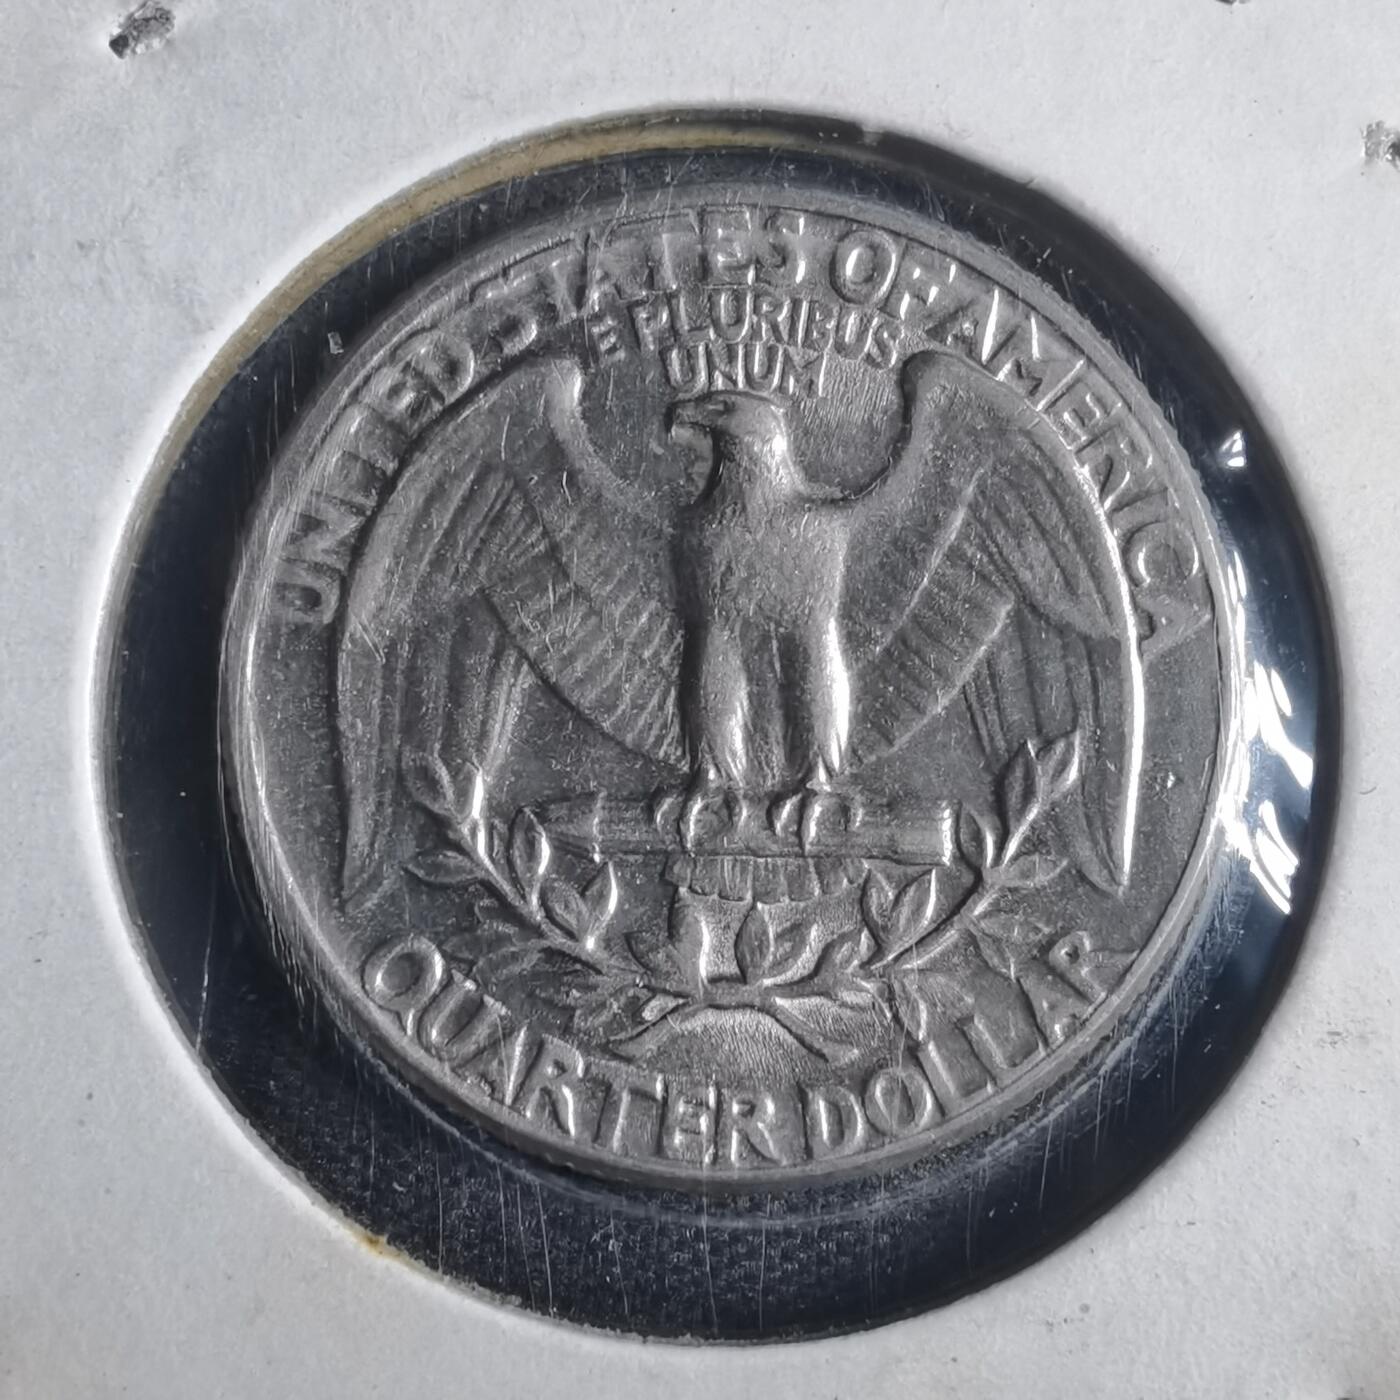 UNITED STATES OF AMERICA
E PLURIBUS
UNUM
QUARTER DOLLAR